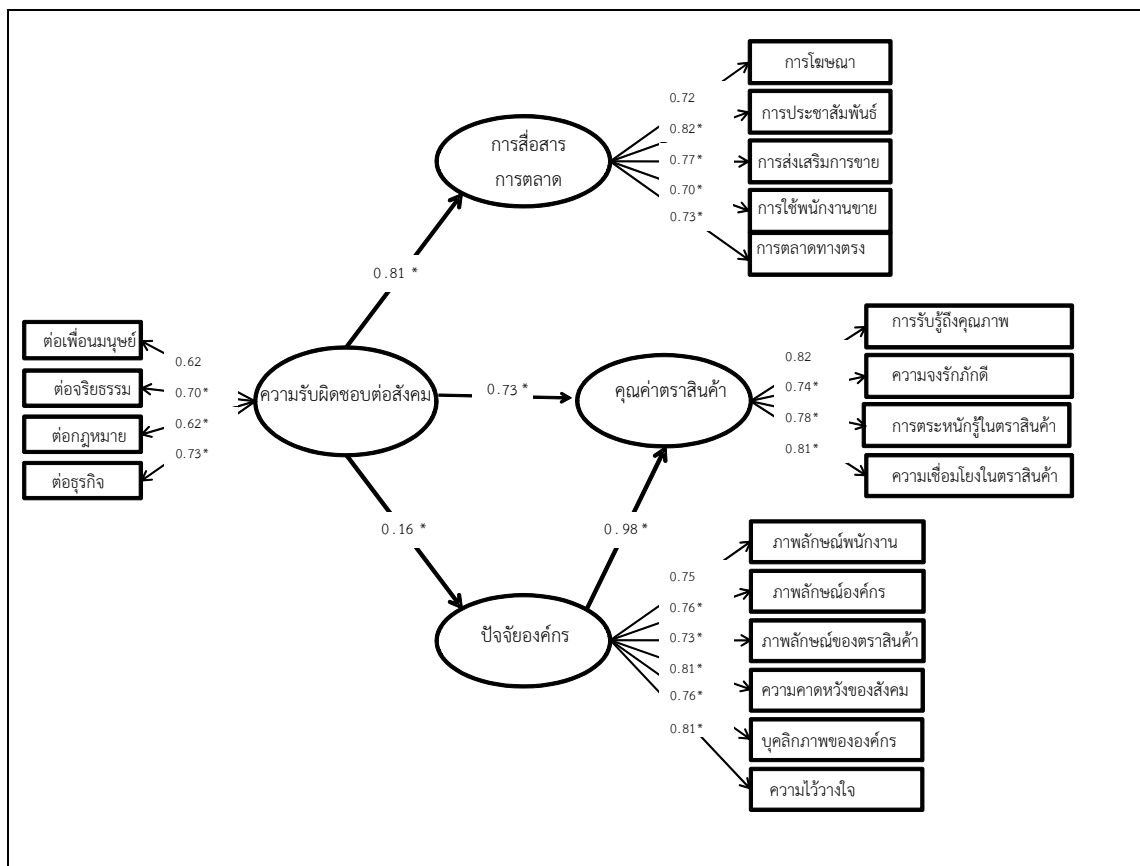 การโฆษณา
0.72
การประชาสัมพันธ์
0.82*
การสื่อสาร
การตลาด
การส่งเสริมการขาย
0.77*
การใช้พนักงานขาย
0.70*
การตลาดทางตรง
0.73*
0.81 *
ต่อเพื่อนมนุษย์
0.62
ต่อจริยธรรม
0.70*
ต่อกฎหมาย
0.62*
ต่อธุรกิจ
0.73*
ความรับผิดชอบต่อสังคม
0.73 *
คุณค่าตราสินค้า
การรับรู้ถึงคุณภาพ
0.82
ความจงรักภักดี
0.74*
การตระหนักรู้ในตราสินค้า
0.78*
ความเชื่อมโยงในตราสินค้า
0.81*
0.16 *
0.98 *
ปัจจัยองค์กร
ภาพลักษณ์พนักงาน
0.75
ภาพลักษณ์องค์กร
0.76*
ภาพลักษณ์ของตราสินค้า
0.73*
ความคาดหวังของสังคม
0.81*
บุคลิกภาพขององค์กร
0.76*
ความไว้วางใจ
0.81*